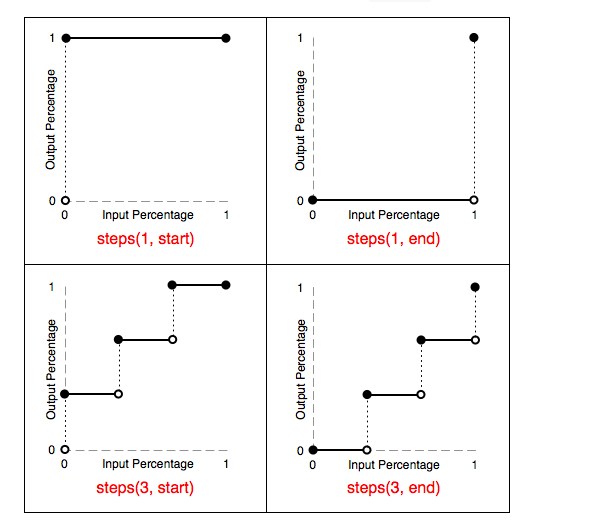 1
Output Percentage
0
0 Input Percentage 1
steps(1, start)
1
Output Percentage
0
0 Input Percentage 1
steps(1, end)
1
Output Percentage
0
0 Input Percentage 1
steps(3, start)
1
Output Percentage
0
0 Input Percentage 1
steps(3, end)